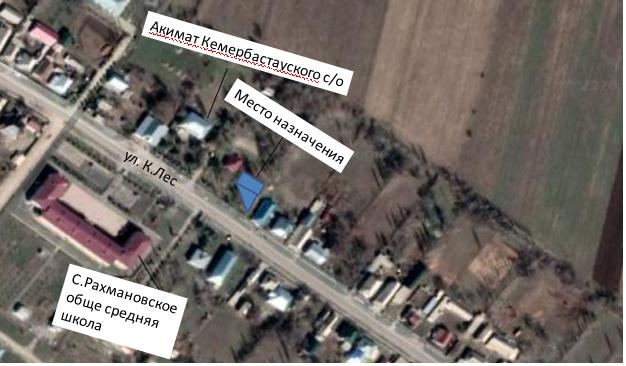 Акимат Кемербастауского с/о
Место назначения
ул. К.Лес
С.Рахмановское
обще средняя
школа